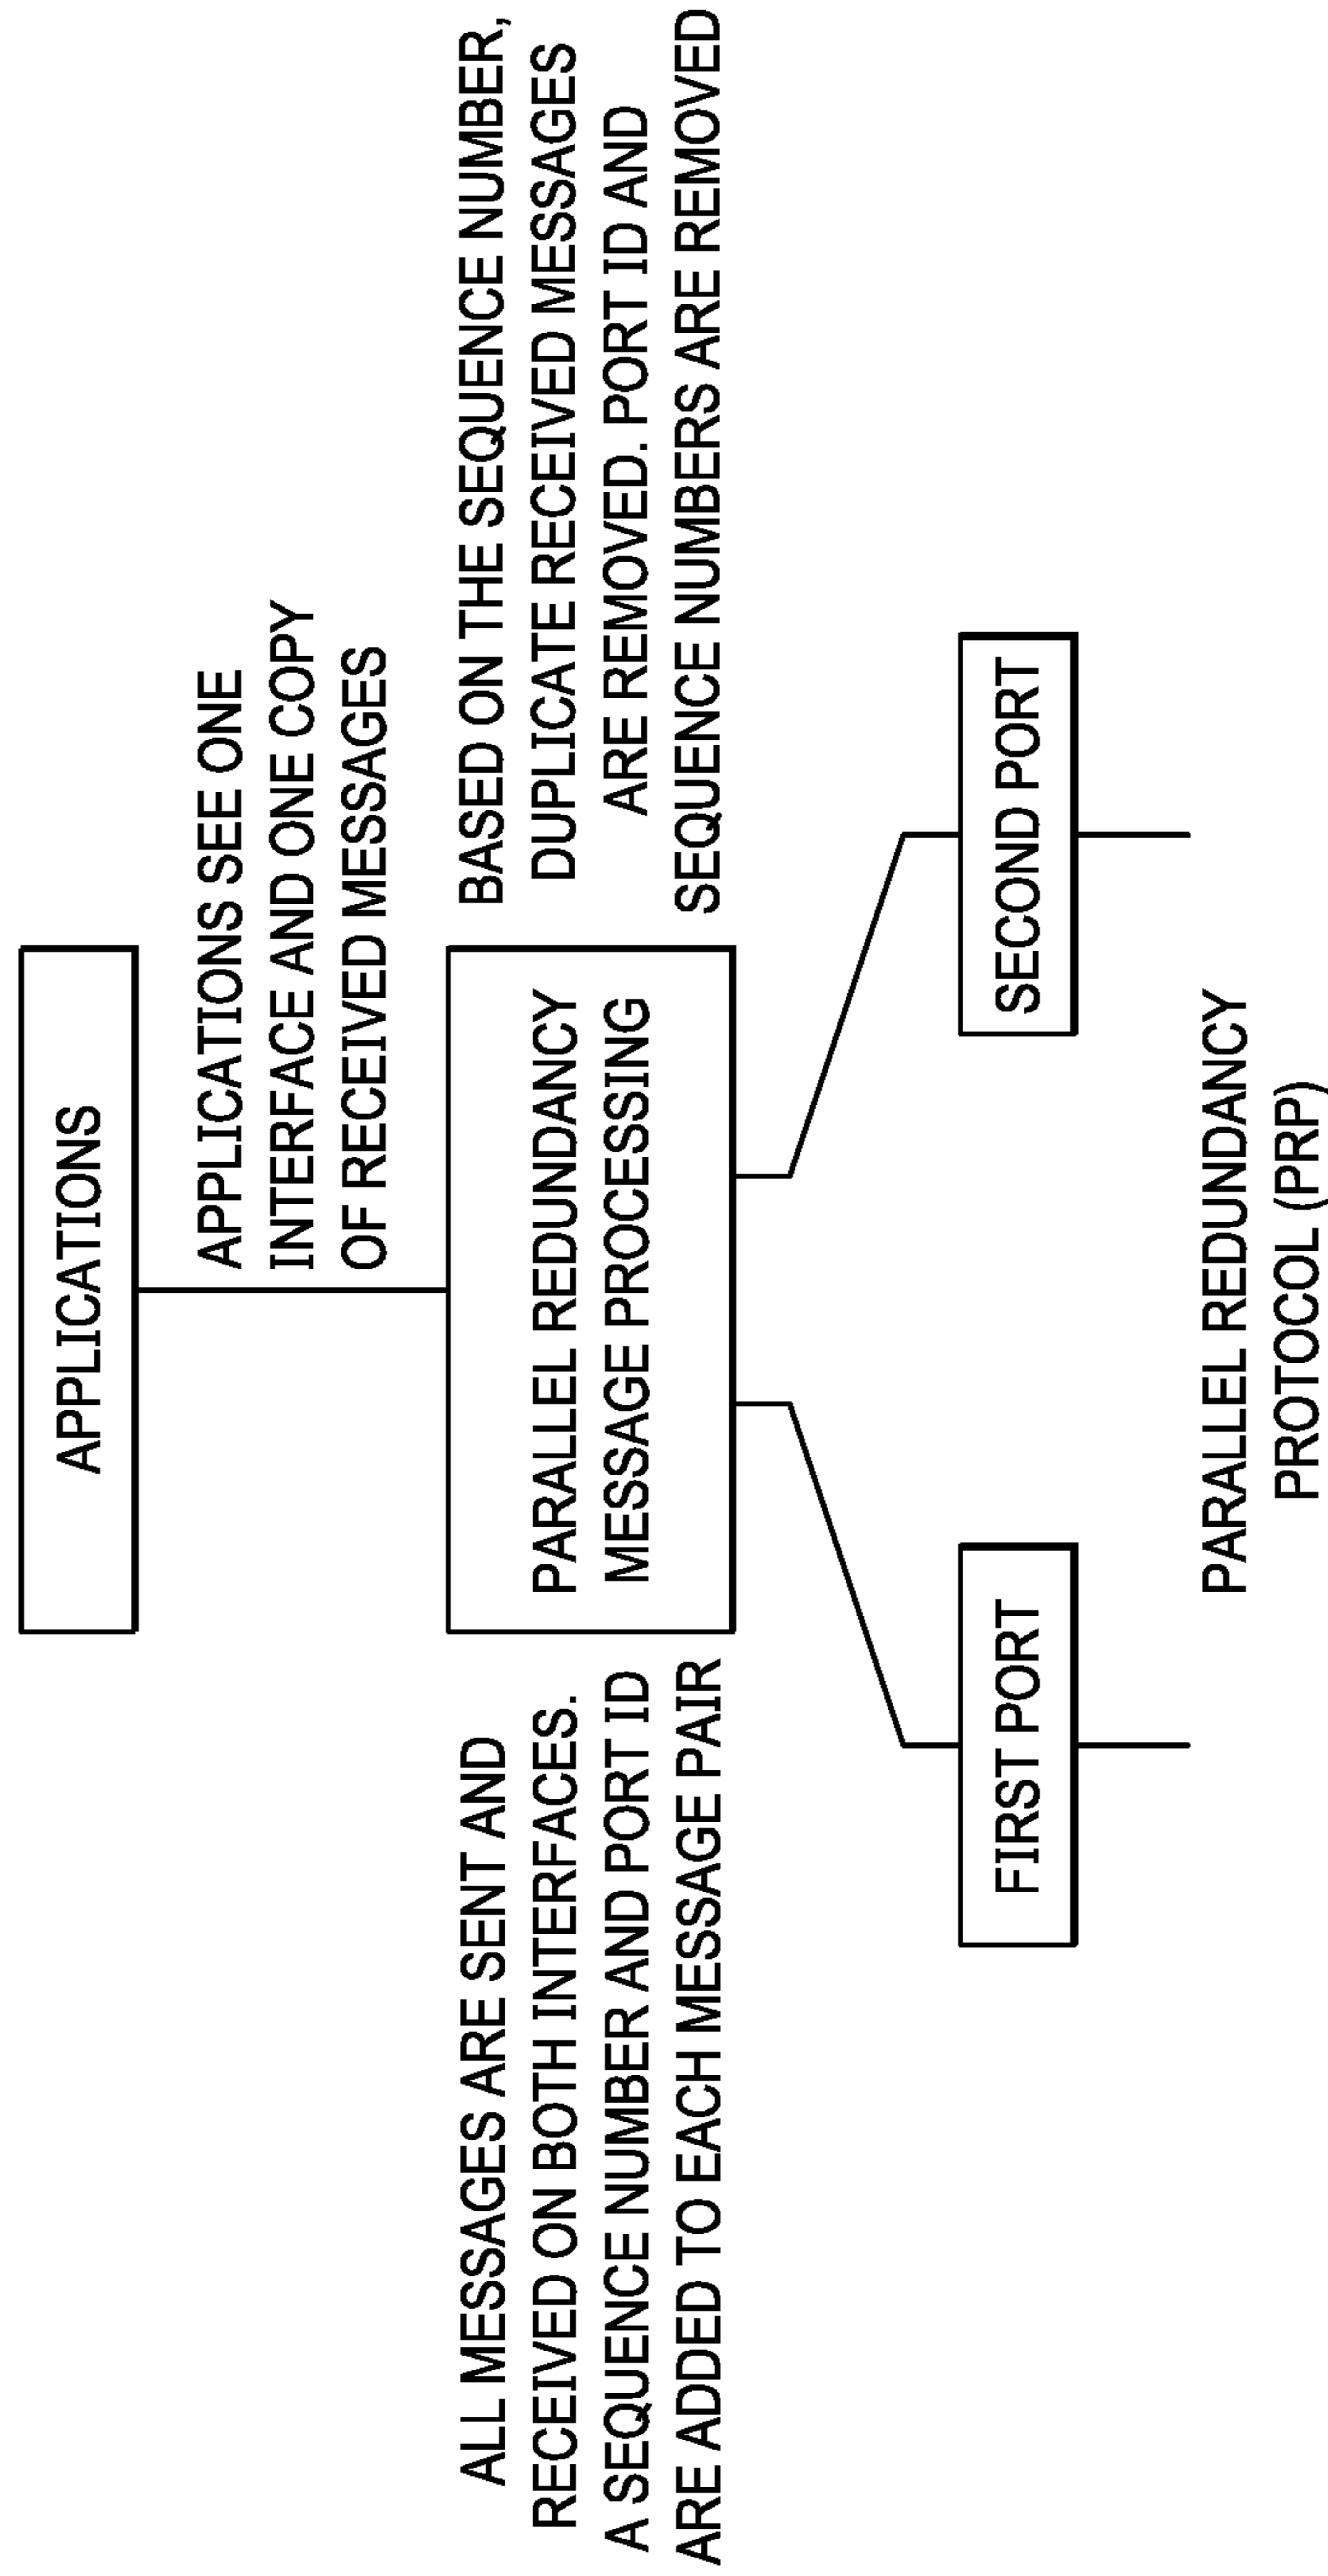 APPLICATIONS
APPLICATIONS SEE ONE
INTERFACE AND ONE COPY
OF RECEIVED MESSAGES
ALL MESSAGES ARE SENT AND
RECEIVED ON BOTH INTERFACES.
A SEQUENCE NUMBER AND PORT ID
ARE ADDED TO EACH MESSAGE PAIR
PARALLEL REDUNDANCY
MESSAGE PROCESSING
BASED ON THE SEQUENCE NUMBER,
DUPLICATE RECEIVED MESSAGES
ARE REMOVED. PORT ID AND
SEQUENCE NUMBERS ARE REMOVED
FIRST PORT
SECOND PORT
PARALLEL REDUNDANCY
PROTOCOL (PRP)